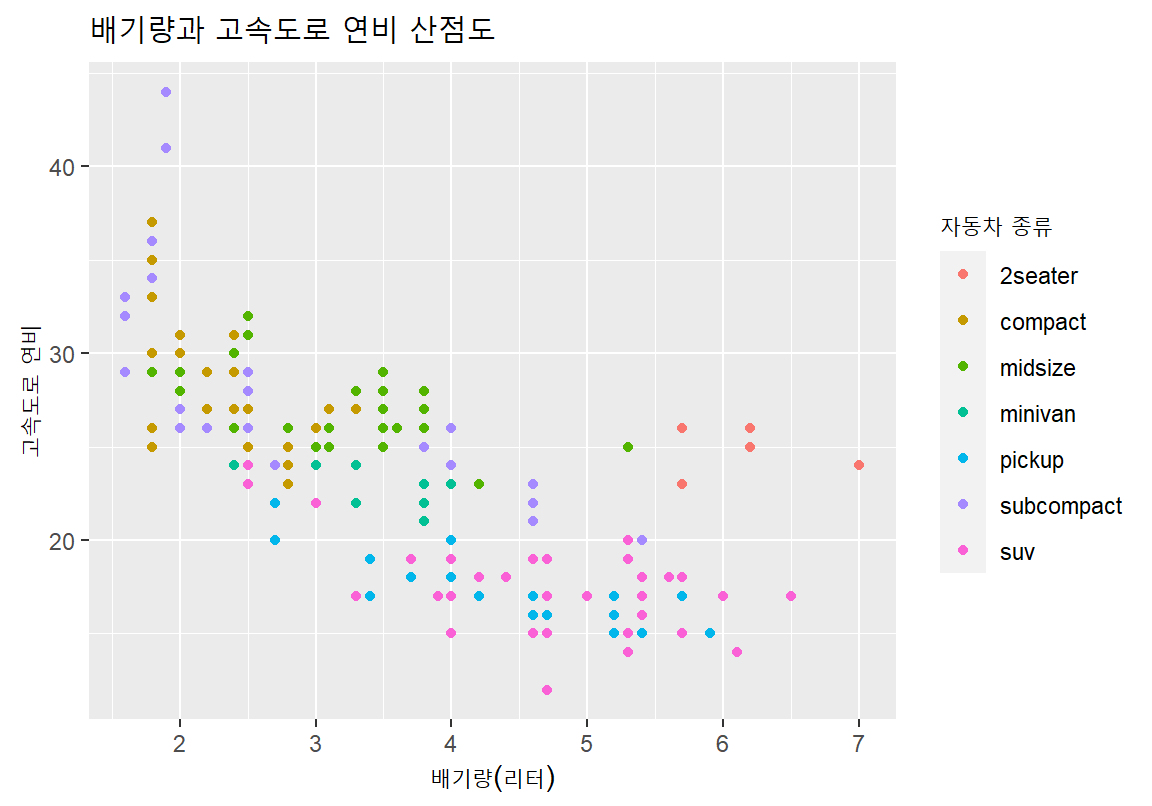 배기량과 고속도로 연비 산점도
고속도로 연비
40
30
20
2 3 4 5 6 7
배기량(리터)
자동차 종류
2seater
compact
midsize
minivan
pickup
subcompact
suv